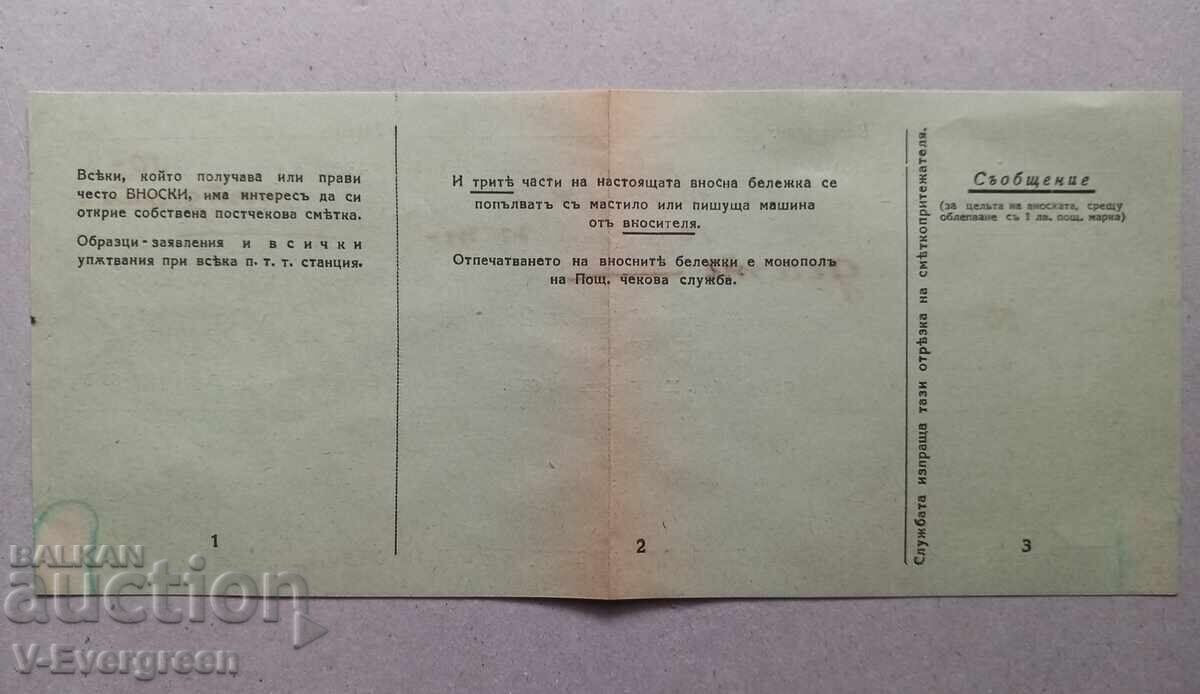 Всѣки, който получава или прави
често ВНОСКИ, има интересъ да си
открие собствена постчекова смѣтка.
Образци-заявления и всички
упѫтвания при всѣка п. т. т. станция.
1
И тритѣ части на настоящата вносна бележка се
попълватъ съ мастило или пишуща машина
отъ вносителя.
Отпечатването на вноснитѣ бележки е монополъ
на Пощ. чекова служба.
2
Службата изпраща тази отрѣзка на смѣткопритежателя.
Съобщение
(за цельта на вноската, срещу
облепване съ 1 лв. пощ. марка)
3
BALKAN
auction
V-Evergreen